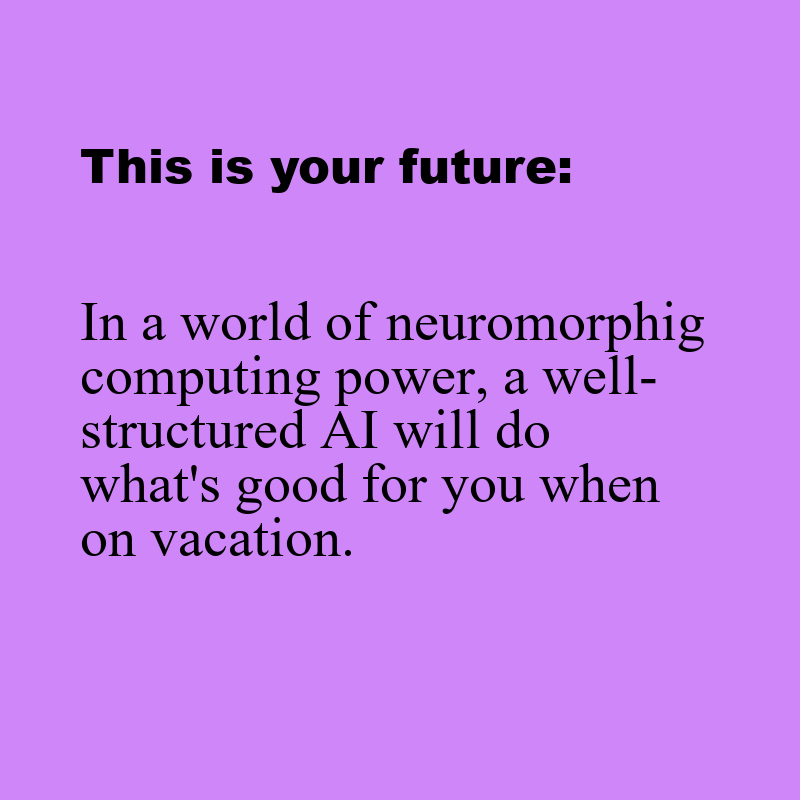 This is your future:
In a world of neuromorphig
computing power, a well-
structured AI will do
what's good for you when
on vacation.